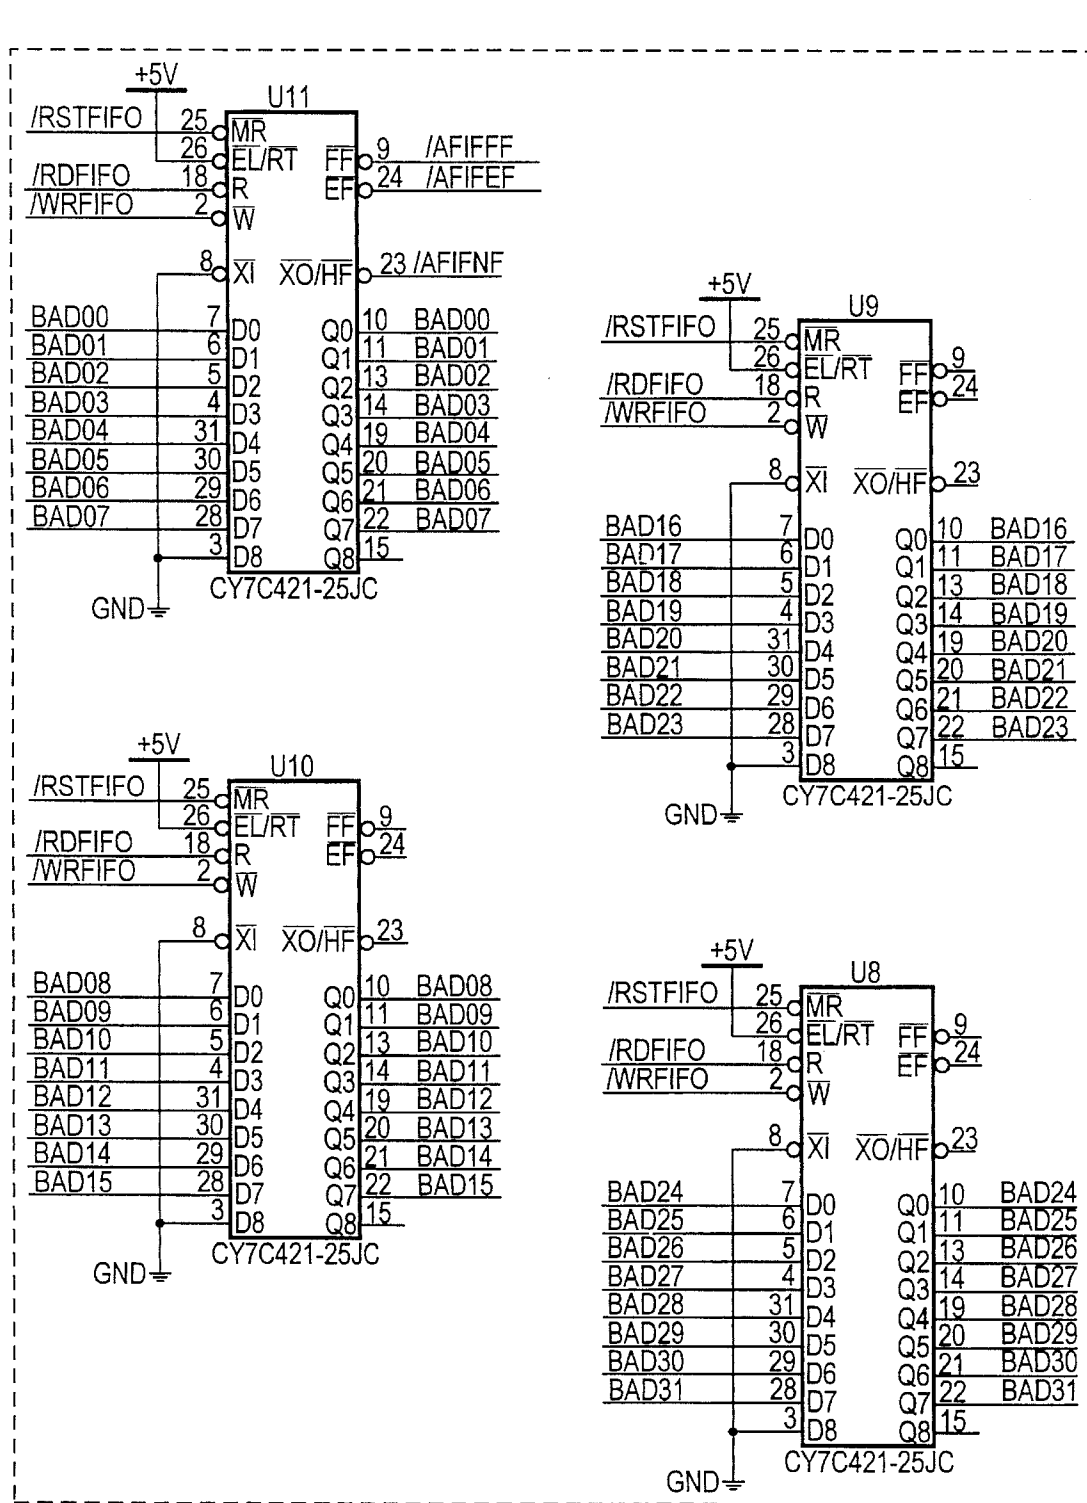 +5V
U11
/RSTFIFO 25 MR
26 EL/RT FF 9 /AFIFFF
/RDFIFO 18 R EF 24 /AFIFEF
/WRFIFO 2 W
8 XI XO/HF 23 /AFIFNF
BAD00 7 D0 Q0 10 BAD00
BAD01 6 D1 Q1 11 BAD01
BAD02 5 D2 Q2 13 BAD02
BAD03 4 D3 Q3 14 BAD03
BAD04 31 D4 Q4 19 BAD04
BAD05 30 D5 Q5 20 BAD05
BAD06 29 D6 Q6 21 BAD06
BAD07 28 D7 Q7 22 BAD07
3 D8 Q8 15
CY7C421-25JC
GND
+5V
U9
/RSTFIFO 25 MR
26 EL/RT FF 9
/RDFIFO 18 R EF 24
/WRFIFO 2 W
8 XI XO/HF 23
BAD16 7 D0 Q0 10 BAD16
BAD17 6 D1 Q1 11 BAD17
BAD18 5 D2 Q2 13 BAD18
BAD19 4 D3 Q3 14 BAD19
BAD20 31 D4 Q4 19 BAD20
BAD21 30 D5 Q5 20 BAD21
BAD22 29 D6 Q6 21 BAD22
BAD23 28 D7 Q7 22 BAD23
3 D8 Q8 15
CY7C421-25JC
GND
+5V
U10
/RSTFIFO 25 MR
26 EL/RT FF 9
/RDFIFO 18 R EF 24
/WRFIFO 2 W
8 XI XO/HF 23
BAD08 7 D0 Q0 10 BAD08
BAD09 6 D1 Q1 11 BAD09
BAD10 5 D2 Q2 13 BAD10
BAD11 4 D3 Q3 14 BAD11
BAD12 31 D4 Q4 19 BAD12
BAD13 30 D5 Q5 20 BAD13
BAD14 29 D6 Q6 21 BAD14
BAD15 28 D7 Q7 22 BAD15
3 D8 Q8 15
CY7C421-25JC
GND
+5V
U8
/RSTFIFO 25 MR
26 EL/RT FF 9
/RDFIFO 18 R EF 24
/WRFIFO 2 W
8 XI XO/HF 23
BAD24 7 D0 Q0 10 BAD24
BAD25 6 D1 Q1 11 BAD25
BAD26 5 D2 Q2 13 BAD26
BAD27 4 D3 Q3 14 BAD27
BAD28 31 D4 Q4 19 BAD28
BAD29 30 D5 Q5 20 BAD29
BAD30 29 D6 Q6 21 BAD30
BAD31 28 D7 Q7 22 BAD31
3 D8 Q8 15
CY7C421-25JC
GND